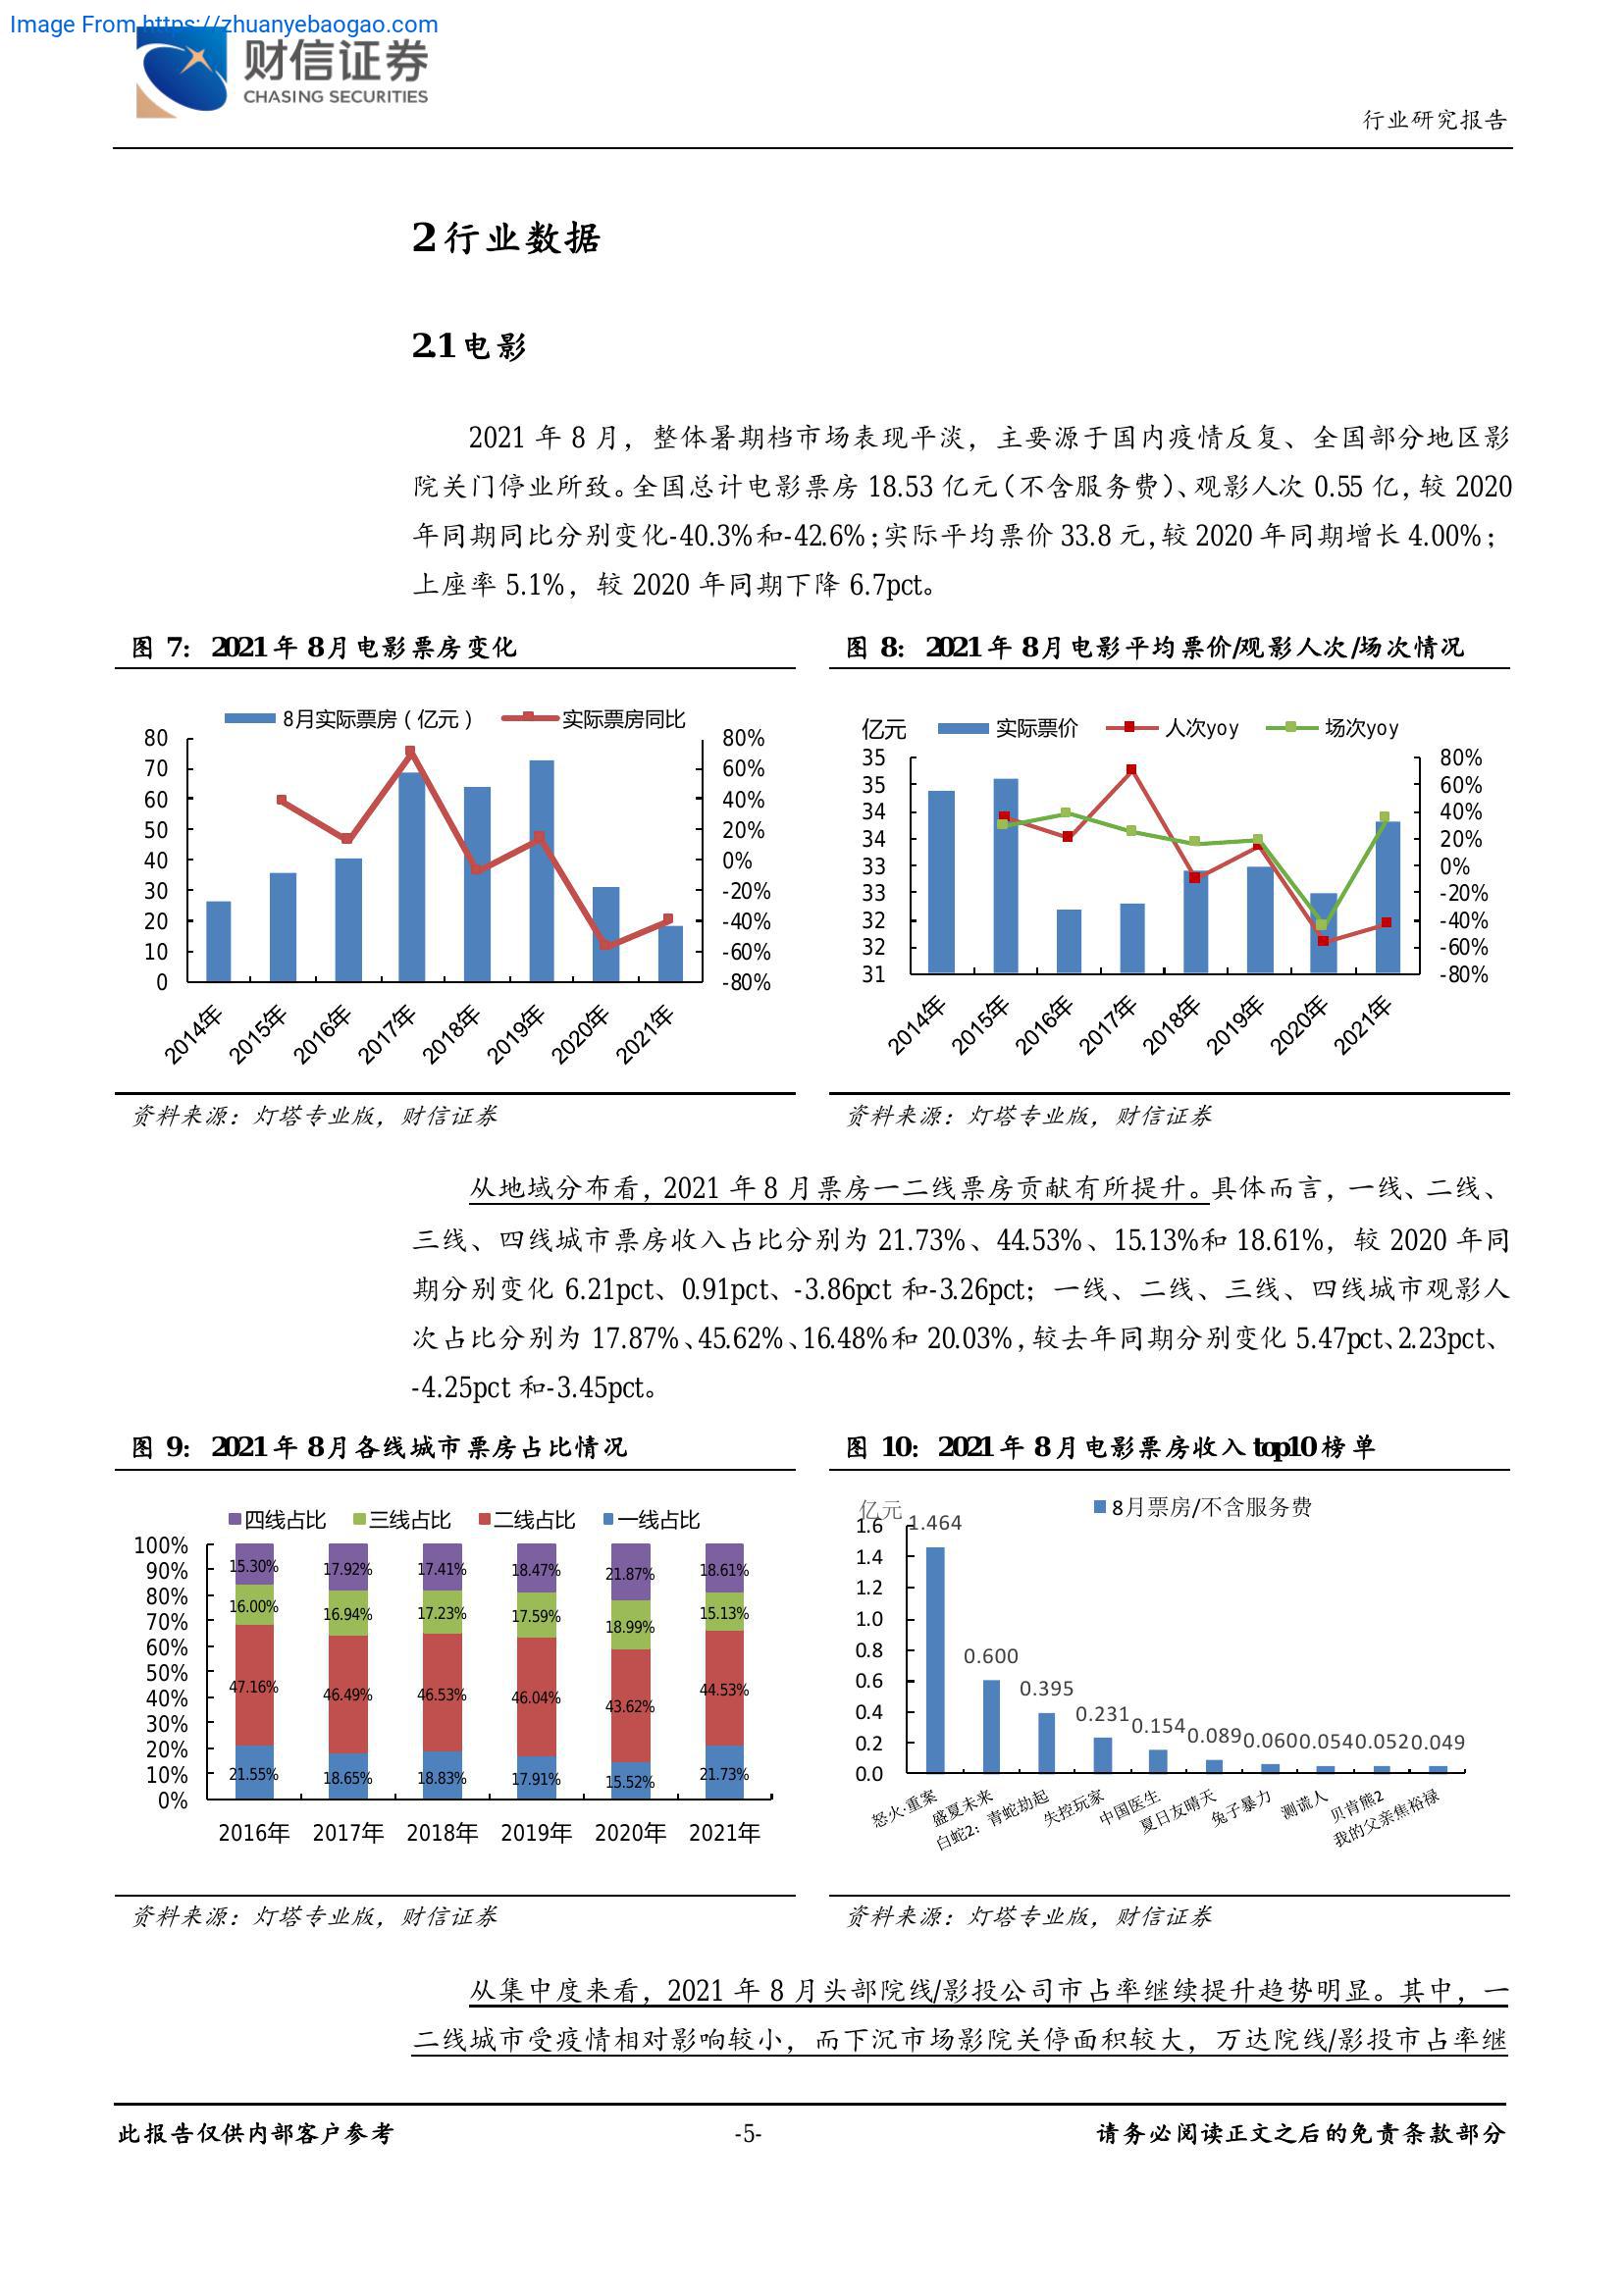 Image From https://zhuanyebaogao.com
财信证券
CHASING SECURITIES
行业研究报告
2 行业数据
2.1 电影
2021 年 8 月，整体暑期档市场表现平淡，主要源于国内疫情反复、全国部分地区影
院关门停业所致。全国总计电影票房 18.53 亿元（不含服务费）、观影人次 0.55 亿，较 2020
年同期同比分别变化-40.3%和-42.6%；实际平均票价 33.8 元，较 2020 年同期增长 4.00%；
上座率 5.1%，较 2020 年同期下降 6.7pct。
图 7： 2021 年 8 月电影票房变化
8月实际票房（亿元） 实际票房同比
80
70
60
50
40
30
20
10
0
80%
60%
40%
20%
0%
-20%
-40%
-60%
-80%
2014年 2015年 2016年 2017年 2018年 2019年 2020年 2021年
资料来源：灯塔专业版，财信证券
图 8： 2021 年 8 月电影平均票价/观影人次/场次情况
亿元 实际票价 人次yoy 场次yoy
35
35
34
34
33
33
32
32
31
80%
60%
40%
20%
0%
-20%
-40%
-60%
-80%
2014年 2015年 2016年 2017年 2018年 2019年 2020年 2021年
资料来源：灯塔专业版，财信证券
从地域分布看，2021 年 8 月票房一二线票房贡献有所提升。具体而言，一线、二线、
三线、四线城市票房收入占比分别为 21.73%、44.53%、15.13%和 18.61%，较 2020 年同
期分别变化 6.21pct、0.91pct、-3.86pct 和-3.26pct；一线、二线、三线、四线城市观影人
次占比分别为 17.87%、45.62%、16.48%和 20.03%，较去年同期分别变化 5.47pct、2.23pct、
-4.25pct 和-3.45pct。
图 9： 2021 年 8 月各线城市票房占比情况
四线占比 三线占比 二线占比 一线占比
100%
90%
80%
70%
60%
50%
40%
30%
20%
10%
0%
15.30% 17.92% 17.41% 18.47% 21.87% 18.61%
16.00% 16.94% 17.23% 17.59% 18.99% 15.13%
47.16% 46.49% 46.53% 46.04% 43.62% 44.53%
21.55% 18.65% 18.83% 17.91% 15.52% 21.73%
2016年 2017年 2018年 2019年 2020年 2021年
资料来源：灯塔专业版，财信证券
图 10： 2021 年 8 月电影票房收入 top10 榜单
亿元 8月票房/不含服务费
1.6
1.4
1.2
1.0
0.8
0.6
0.4
0.2
0.0
1.464 0.600 0.395 0.231 0.154 0.089 0.060 0.054 0.052 0.049
怒火·重案 盛夏未来 白蛇2：青蛇劫起 失控玩家 中国医生 夏日友晴天 兔子暴力 测谎人 贝肯熊2 我的父亲焦裕禄
资料来源：灯塔专业版，财信证券
从集中度来看，2021 年 8 月头部院线/影投公司市占率继续提升趋势明显。其中，一
二线城市受疫情相对影响较小，而下沉市场影院关停面积较大，万达院线/影投市占率继
此报告仅供内部客户参考 -5- 请务必阅读正文之后的免责条款部分